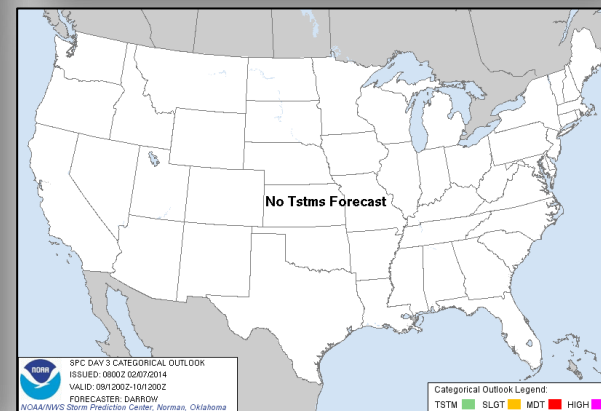 No Tstms Forecast
NOAA
SPC DAY 3 CATEGORICAL OUTLOOK
ISSUED: 0800Z 02/07/2014
VALID: 09/1200Z-10/1200Z
FORECASTER: DARROW
NOAA/NWS Storm Prediction Center, Norman, Oklahoma
Categorical Outlook Legend:
TSTM SLGT MDT HIGH